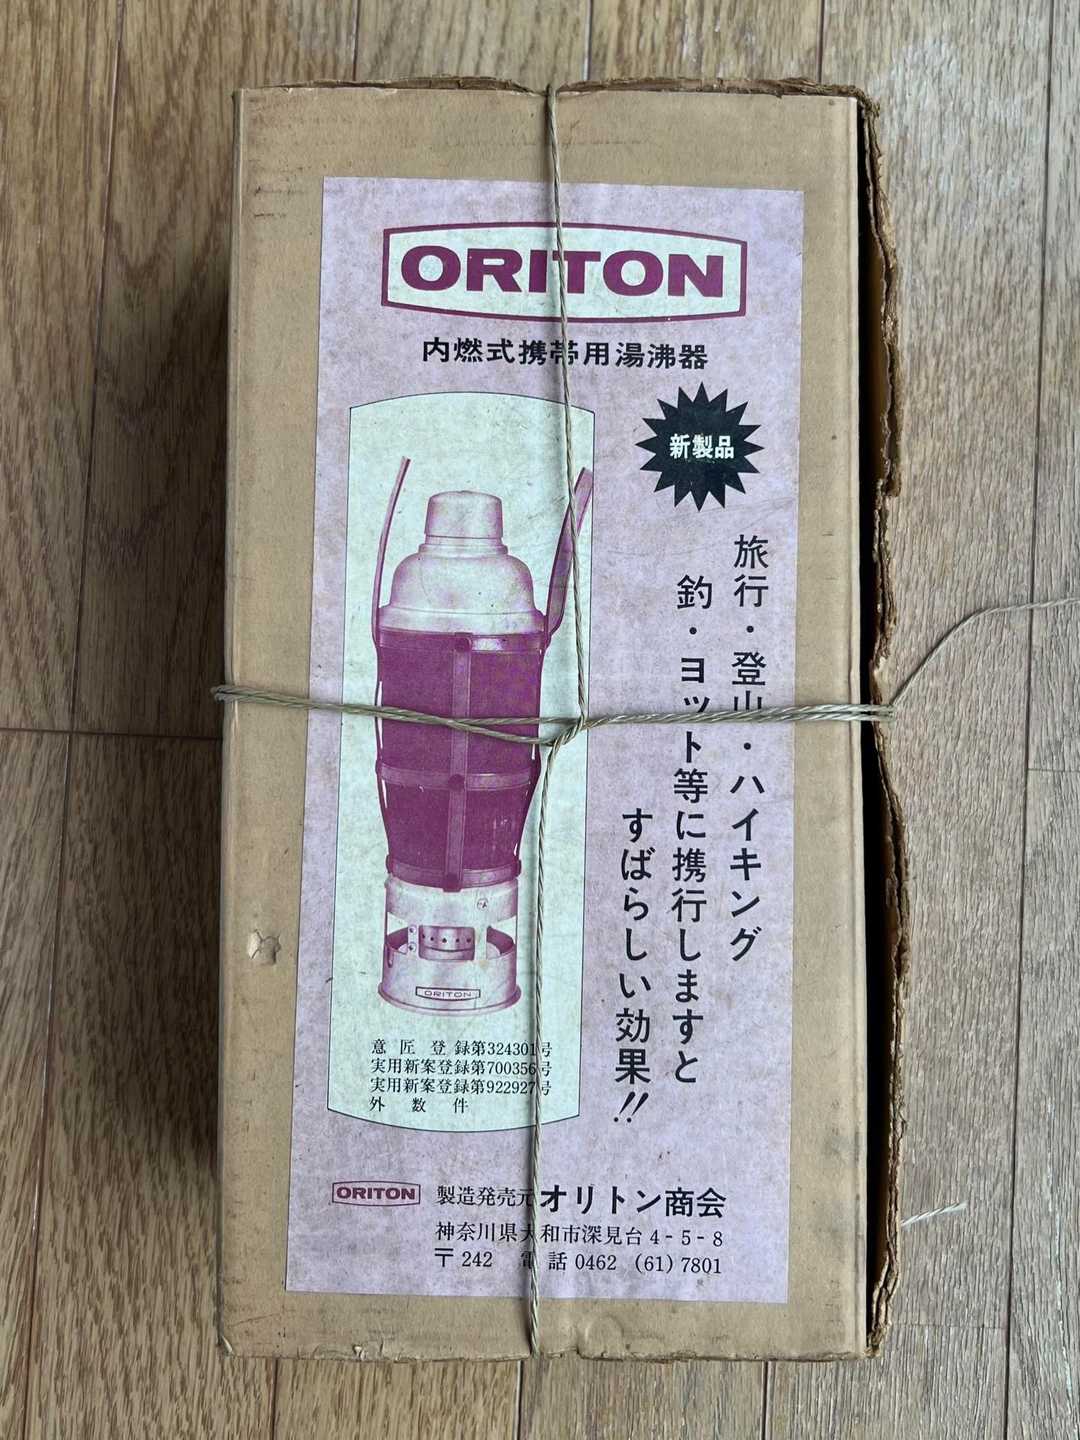 ORITON
内燃式携帯用湯沸器
新製品
旅行・登山・ハイキング
釣・ヨット等に携行しますと
すばらしい効果!!
ORITON
意匠登録第324301号
実用新案登録第700356号
実用新案登録第922927号
外数件
ORITON 製造発売元 オリトン商会
神奈川県大和市深見台4-5-8
〒242 電話 0462 (61) 7801